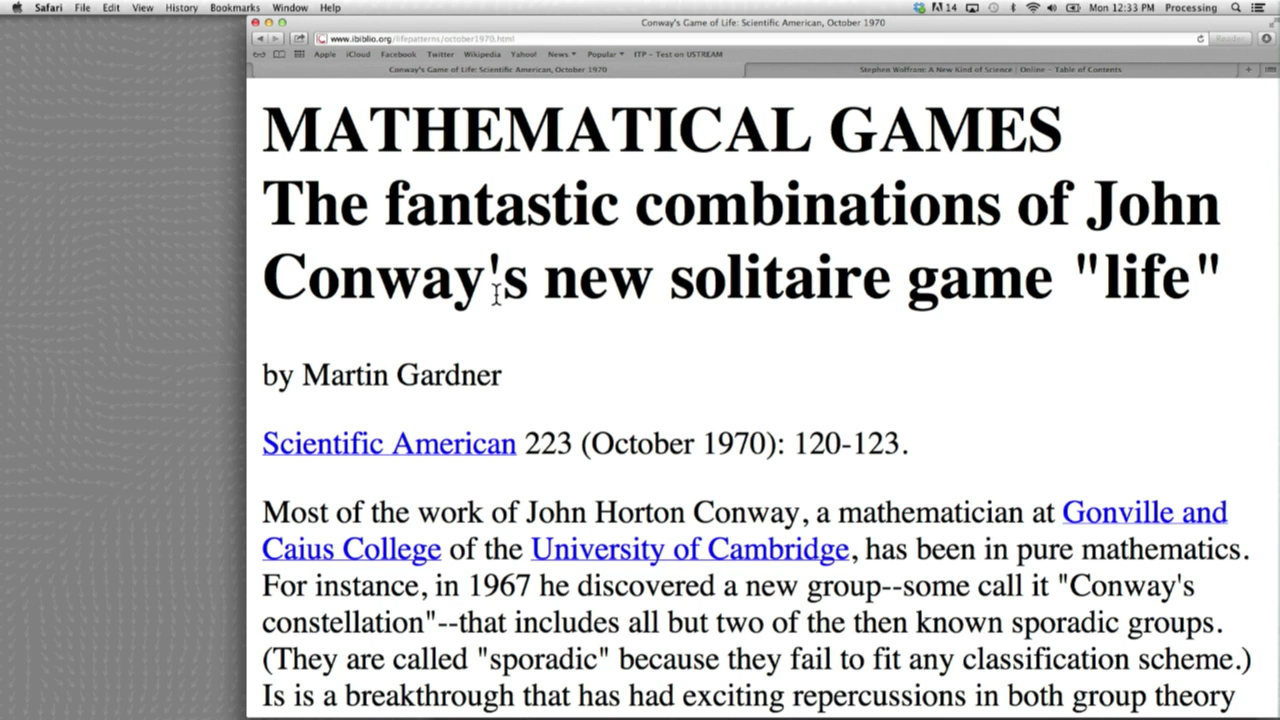 Safari File Edit View History Bookmarks Window Help 14 Mon 12:33 PM Processing
Conway's Game of Life: Scientific American, October 1970
www.ibiblio.org/lifepatterns/october1970.html Reader
Apple iCloud Facebook Twitter Wikipedia Yahoo! News Popular ITP - Test on USTREAM
Conway's Game of Life: Scientific American, October 1970 Stephen Wolfram: A New Kind of Science | Online - Table of Contents
MATHEMATICAL GAMES
The fantastic combinations of John
Conway's new solitaire game "life"
by Martin Gardner
Scientific American 223 (October 1970): 120-123.
Most of the work of John Horton Conway, a mathematician at Gonville and
Caius College of the University of Cambridge, has been in pure mathematics.
For instance, in 1967 he discovered a new group--some call it "Conway's
constellation"--that includes all but two of the then known sporadic groups.
(They are called "sporadic" because they fail to fit any classification scheme.)
Is is a breakthrough that has had exciting repercussions in both group theory